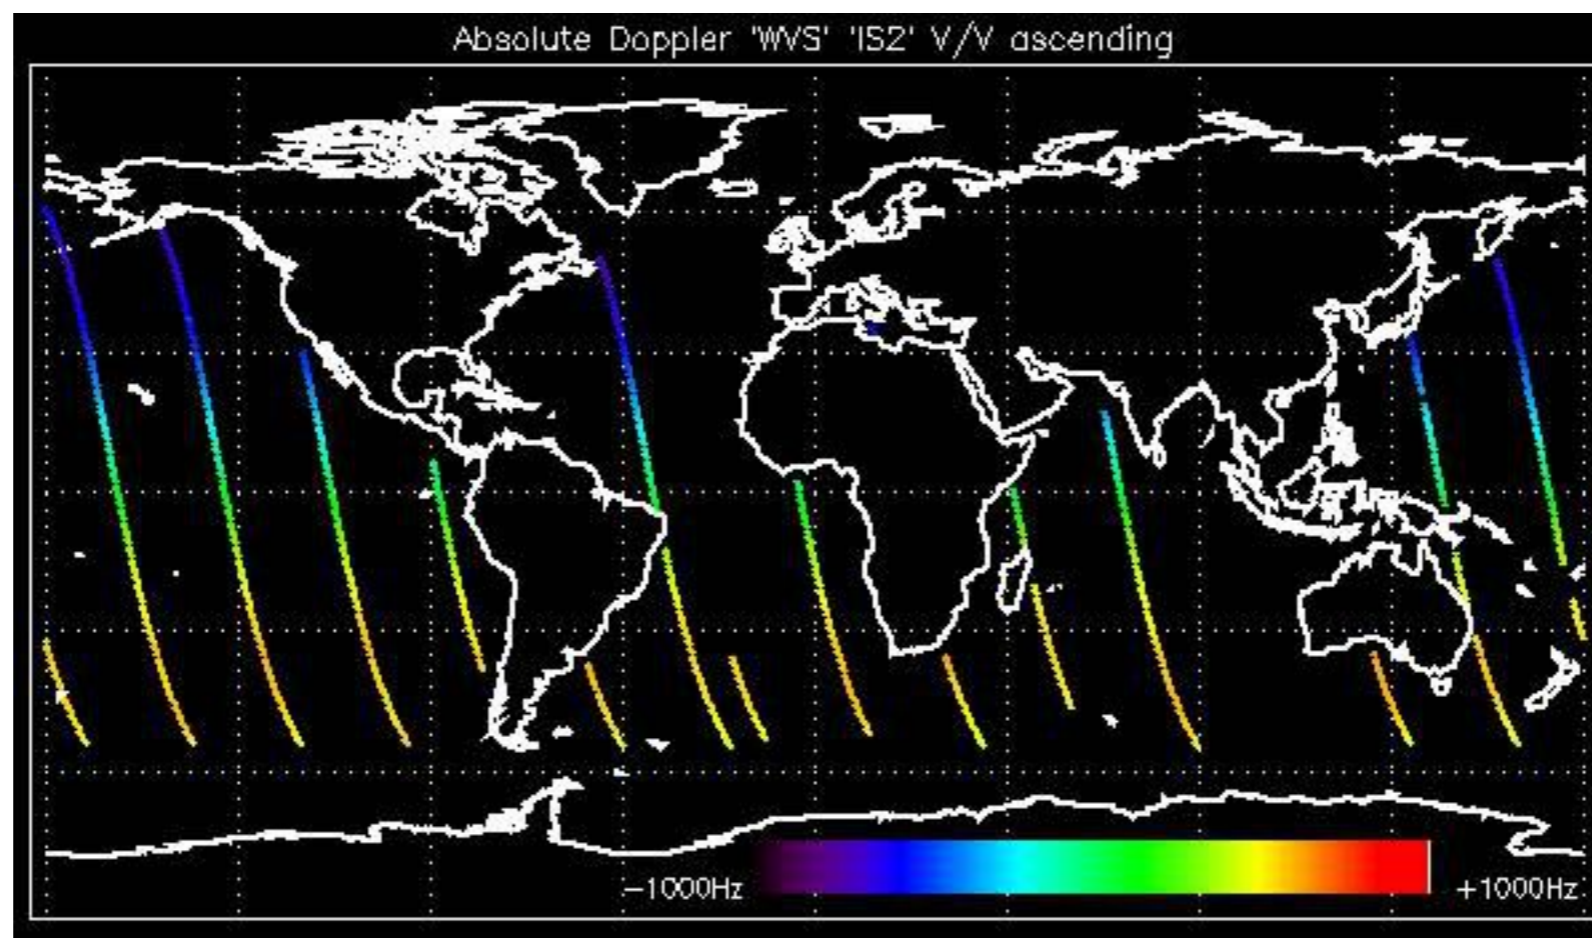 Absolute Doppler 'WVS' 'IS2' V/V ascending
−1000Hz +1000Hz